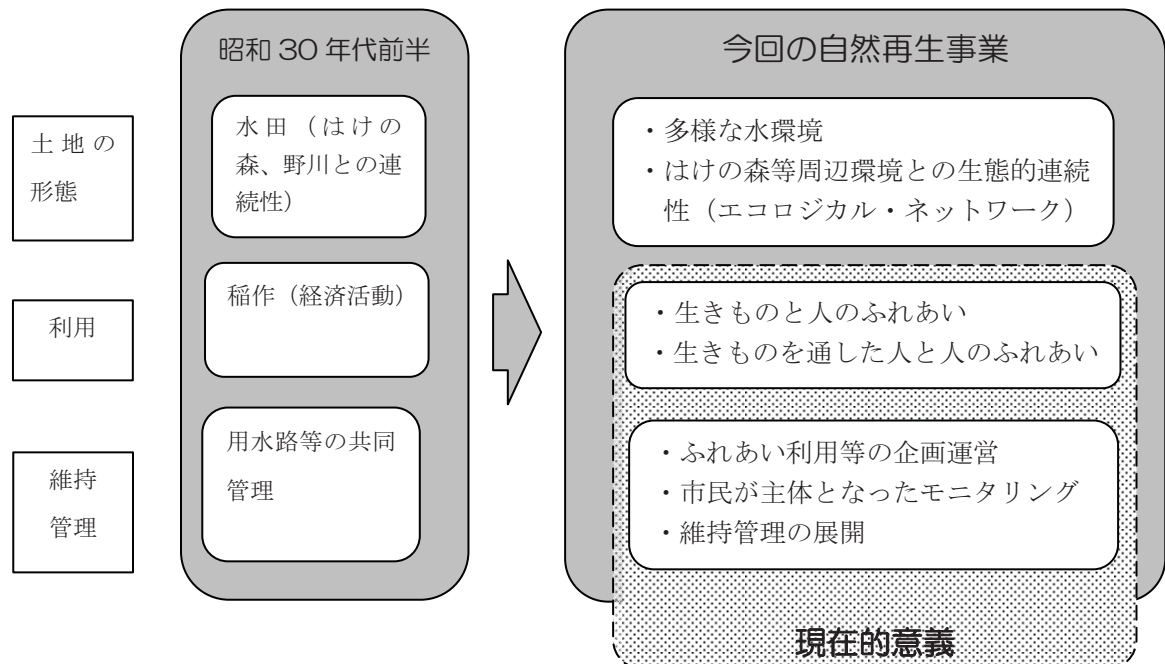 昭和 30 年代前半
今回の自然再生事業
土地の
形態
水田(はけの
森、野川との連
続性)
・多様な水環境
・はけの森等周辺環境との生態的連続
性(エコロジカル・ネットワーク)
利用
稲作(経済活動)
・生きものと人のふれあい
・生きものを通した人と人のふれあい
維持
管理
用水路等の共同
管理
・ふれあい利用等の企画運営
・市民が主体となったモニタリング
・維持管理の展開
現在的意義